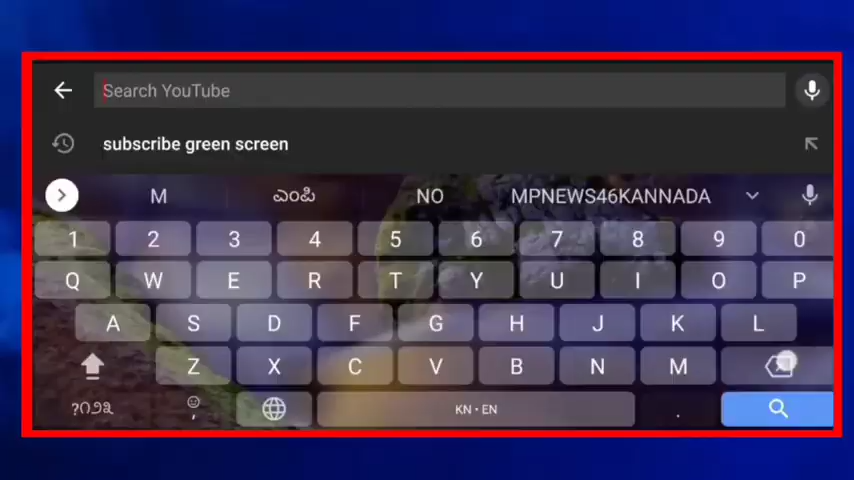 Search YouTube
subscribe green screen
M ಎಂಪಿ NO MPNEWS46KANNADA
1 2 3 4 5 6 7 8 9 0
Q W E R T Y U I O P
A S D F G H J K L
Z X C V B N M
?೧೨೩ , KN • EN .